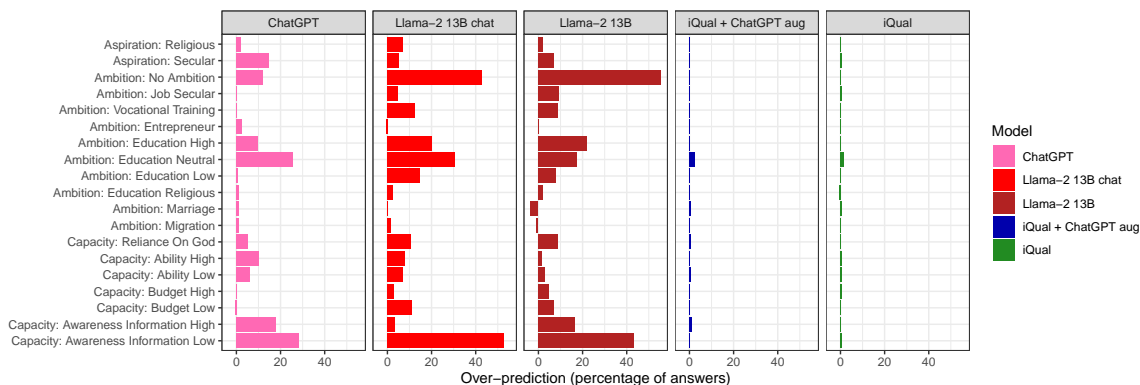 ChatGPT
Llama−2 13B chat
Llama−2 13B
iQual + ChatGPT aug
iQual
Aspiration: Religious
Aspiration: Secular
Ambition: No Ambition
Ambition: Job Secular
Ambition: Vocational Training
Ambition: Entrepreneur
Ambition: Education High
Ambition: Education Neutral
Ambition: Education Low
Ambition: Education Religious
Ambition: Marriage
Ambition: Migration
Capacity: Reliance On God
Capacity: Ability High
Capacity: Ability Low
Capacity: Budget High
Capacity: Budget Low
Capacity: Awareness Information High
Capacity: Awareness Information Low
0 20 40 0 20 40 0 20 40 0 20 40 0 20 40
Over−prediction (percentage of answers)
Model
ChatGPT
Llama−2 13B chat
Llama−2 13B
iQual + ChatGPT aug
iQual